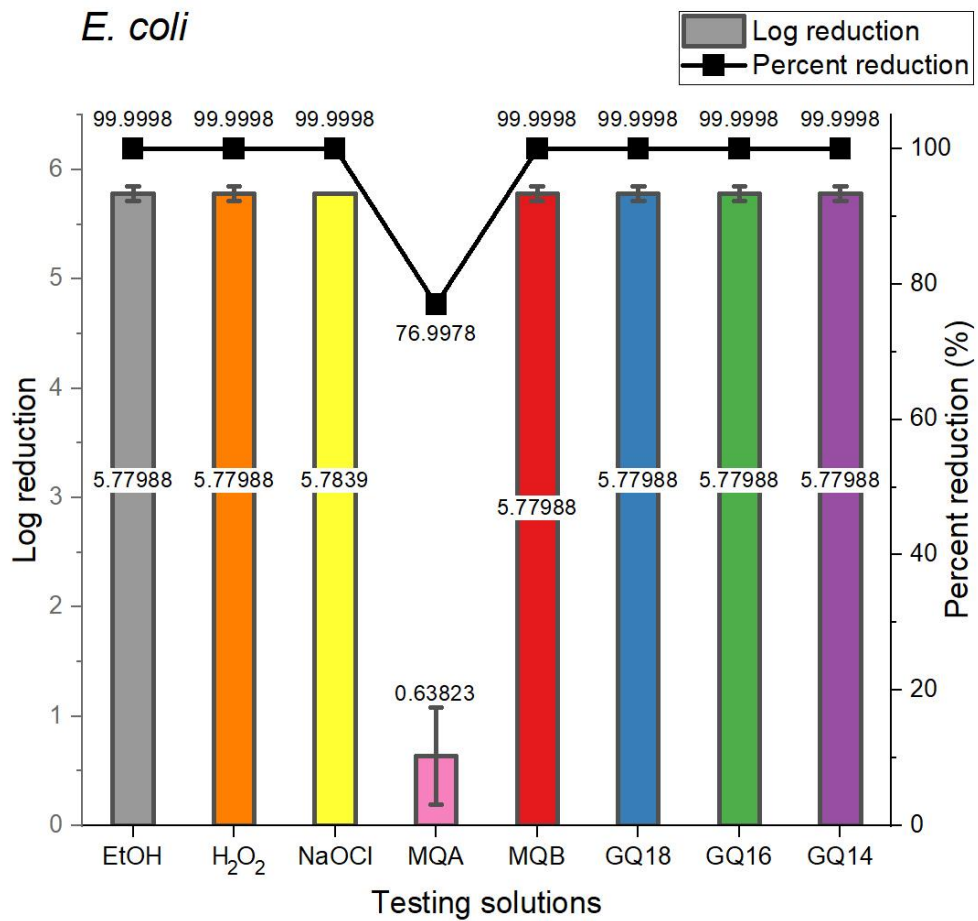 E. coli
Log reduction
Percent reduction
99.9998 99.9998 99.9998 99.9998 99.9998 99.9998 99.9998
76.9978
5.77988 5.77988 5.7839 5.77988 5.77988 5.77988 5.77988
0.63823
Log reduction
6
5
4
3
2
1
0
Percent reduction (%)
100
80
60
40
20
0
EtOH H₂O₂ NaOCl MQA MQB GQ18 GQ16 GQ14
Testing solutions